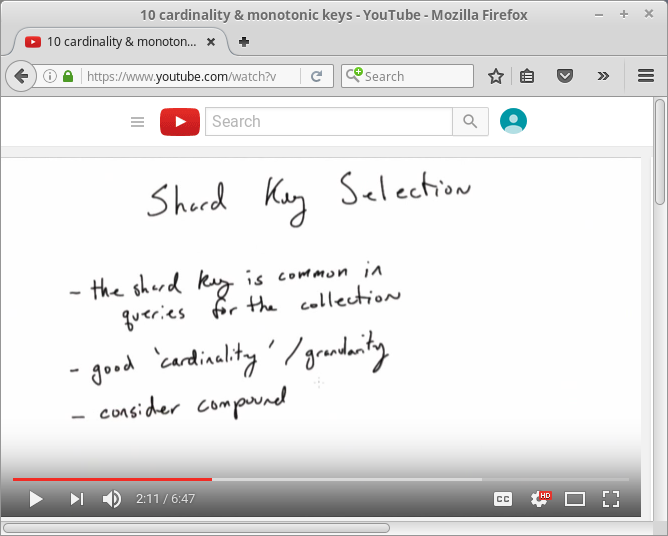 10 cardinality & monotonic keys - YouTube - Mozilla Firefox
10 cardinality & monoton...
https://www.youtube.com/watch?v
Search
Search
Shard Key Selection
- the shard key is common in
queries for the collection
- good 'cardinality' / granularity
- consider compound
2:11 / 6:47
CC
HD